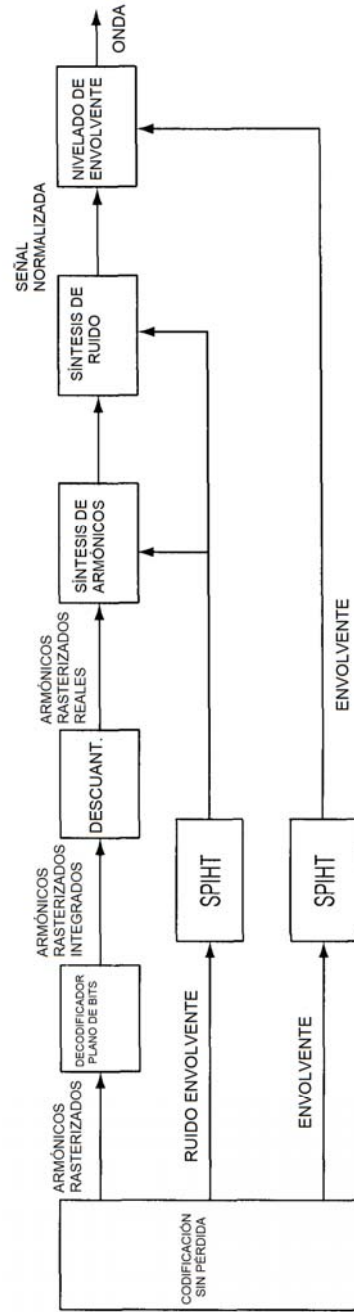 CODIFICACIÓN
SIN PÉRDIDA
ARMÓNICOS
RASTERIZADOS
DECODIFICADOR
PLANO DE BITS
ARMÓNICOS
RASTERIZADOS
INTEGRADOS
DESCUANT.
ARMÓNICOS
RASTERIZADOS
REALES
SÍNTESIS DE
ARMÓNICOS
SÍNTESIS DE
RUIDO
SEÑAL
NORMALIZADA
NIVELADO DE
ENVOLVENTE
ONDA
RUIDO ENVOLVENTE
SPIHT
ENVOLVENTE
SPIHT
ENVOLVENTE